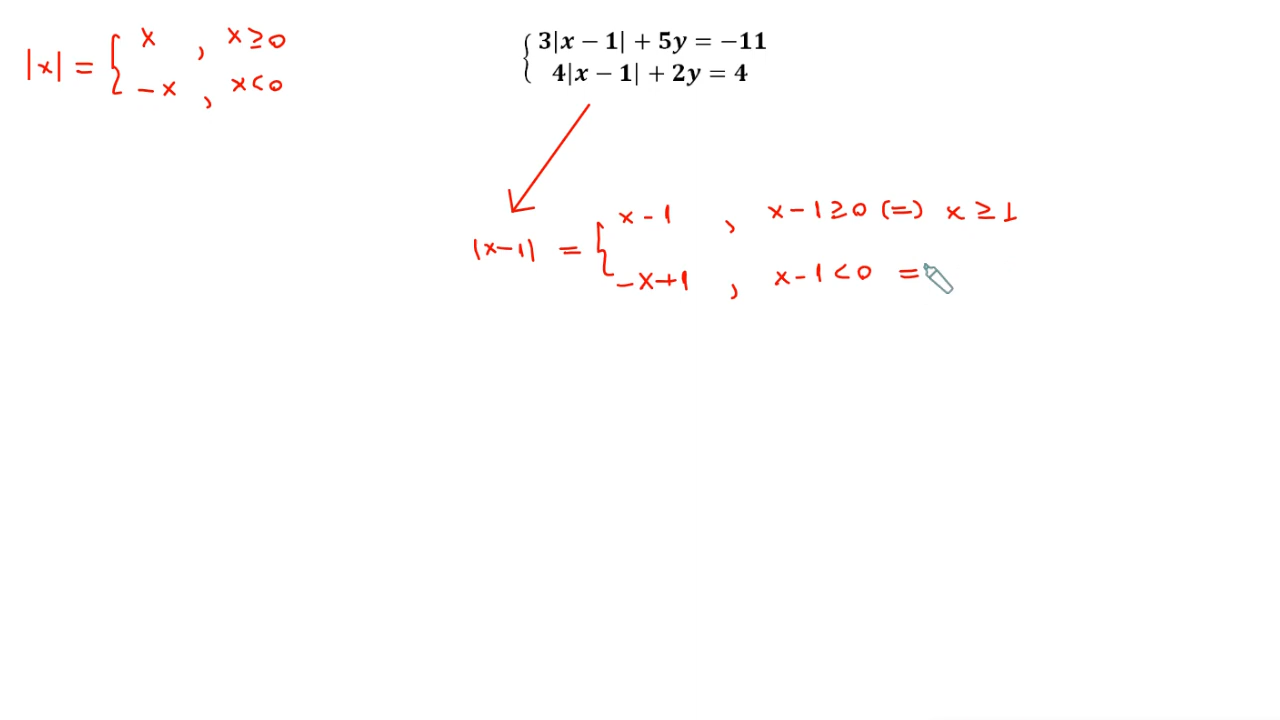 |x| = { x , x ≥ 0
-x , x < 0
{ 3|x − 1| + 5y = −11
4|x − 1| + 2y = 4
|x-1| = { x-1 , x-1 ≥ 0 (=) x ≥ 1
-x+1 , x-1 < 0 =